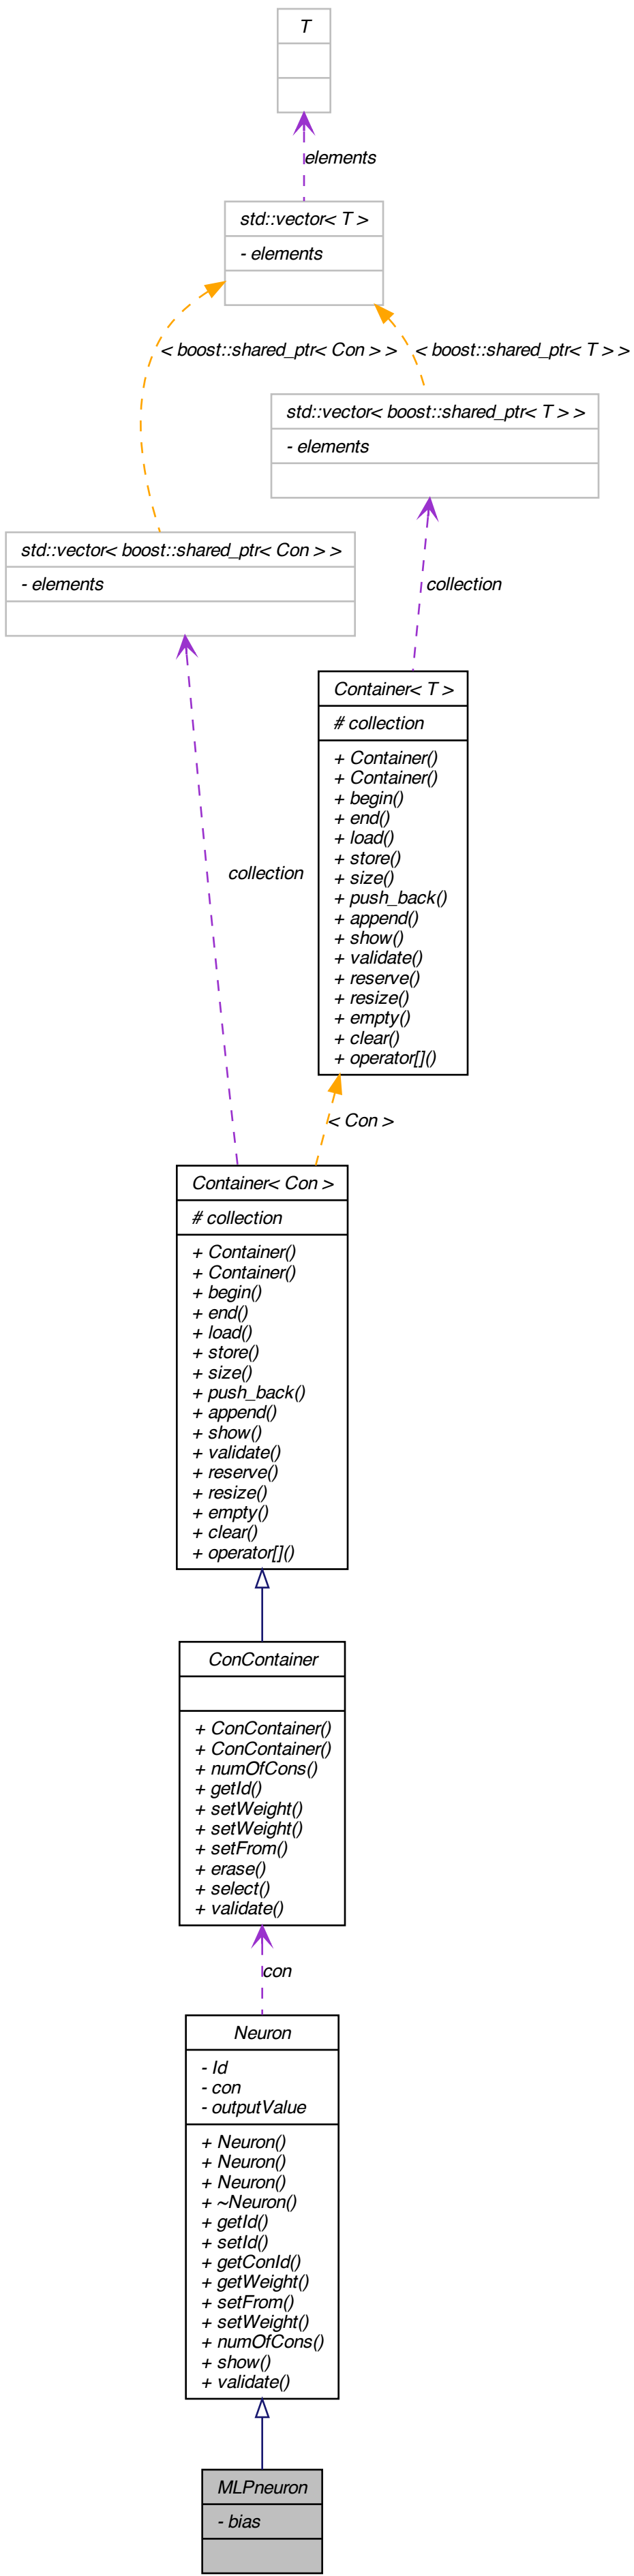 T
elements
std::vector< T >
- elements
< boost::shared_ptr< Con > >
< boost::shared_ptr< T > >
std::vector< boost::shared_ptr< T > >
- elements
std::vector< boost::shared_ptr< Con > >
- elements
collection
Container< T >
# collection
+ Container()
+ Container()
+ begin()
+ end()
+ load()
+ store()
+ size()
+ push_back()
+ append()
+ show()
+ validate()
+ reserve()
+ resize()
+ empty()
+ clear()
+ operator[]()
collection
< Con >
Container< Con >
# collection
+ Container()
+ Container()
+ begin()
+ end()
+ load()
+ store()
+ size()
+ push_back()
+ append()
+ show()
+ validate()
+ reserve()
+ resize()
+ empty()
+ clear()
+ operator[]()
ConContainer
+ ConContainer()
+ ConContainer()
+ numOfCons()
+ getId()
+ setWeight()
+ setWeight()
+ setFrom()
+ erase()
+ select()
+ validate()
con
Neuron
- Id
- con
- outputValue
+ Neuron()
+ Neuron()
+ Neuron()
+ ~Neuron()
+ getId()
+ setId()
+ getConId()
+ getWeight()
+ setFrom()
+ setWeight()
+ numOfCons()
+ show()
+ validate()
MLPneuron
- bias